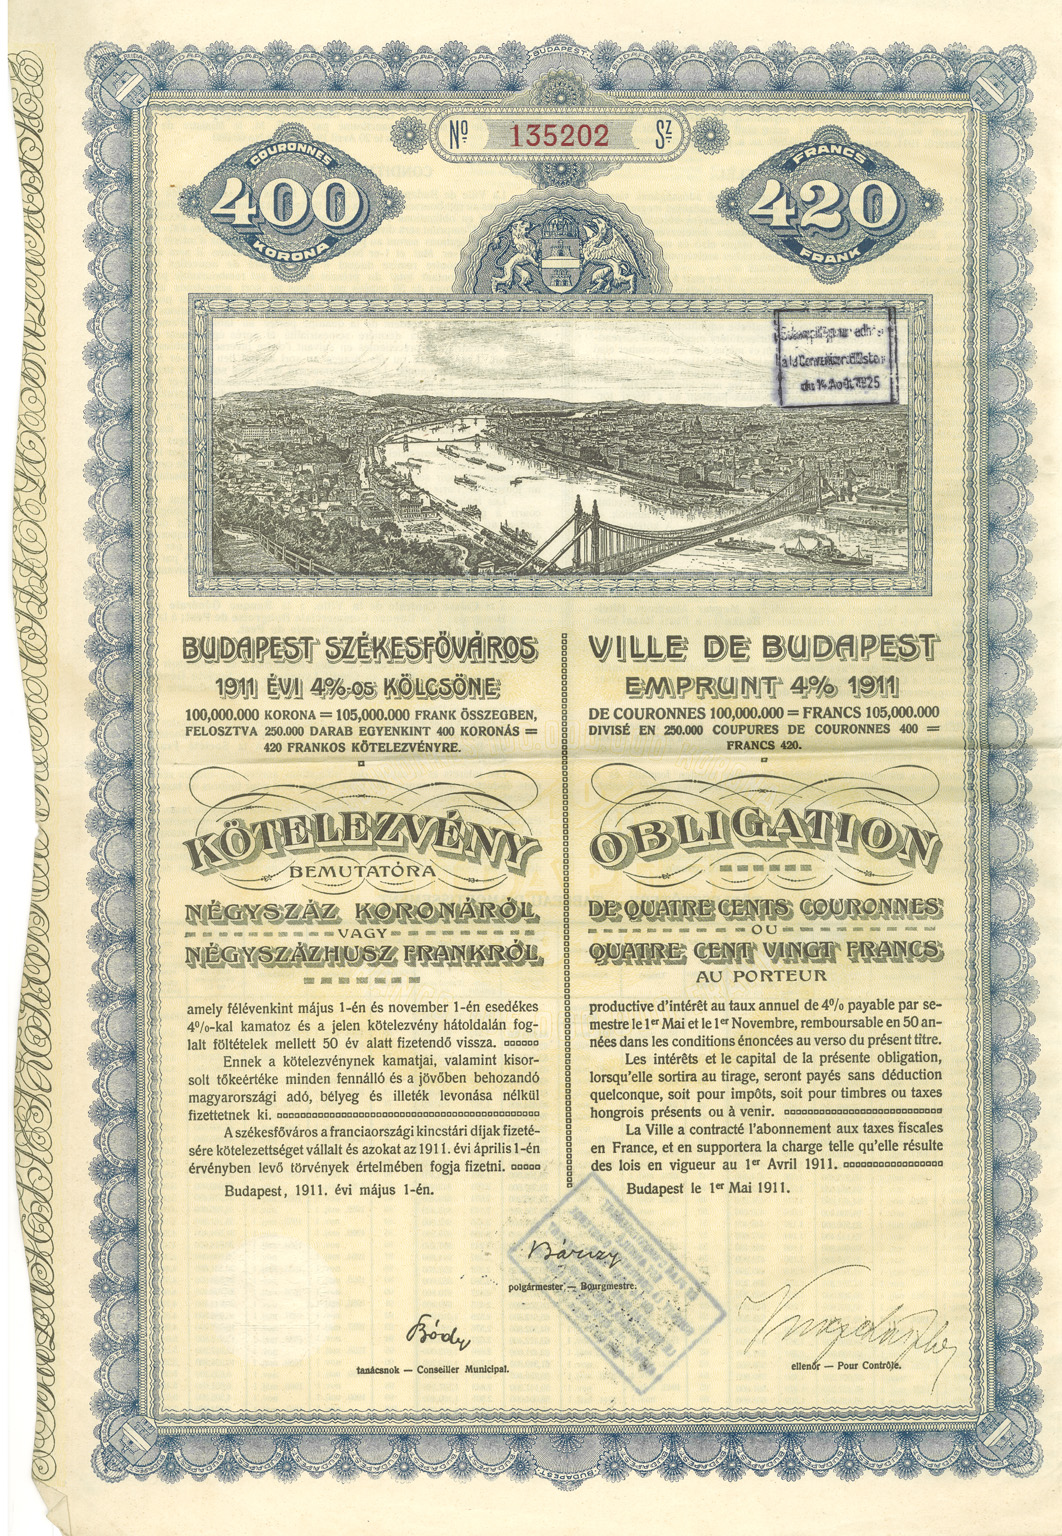 BUDAPEST
Nº 135202 Sz
COURONNES
400
KORONA
FRANCS
420
FRANK
du 14 Août 1925
BUDAPEST SZÉKESFŐVÁROS
1911 ÉVI 4%-OS KÖLCSÖNE
100,000.000 KORONA = 105,000.000 FRANK ÖSSZEGBEN,
FELOSZTVA 250.000 DARAB EGYENKINT 400 KORONÁS =
420 FRANKOS KÖTELEZVÉNYRE.
KÖTELEZVÉNY
BEMUTATÓRA
NÉGYSZÁZ KORONÁRÓL
VAGY
NÉGYSZÁZHUSZ FRANKRÓL,
amely félévenkint május 1-én és november 1-én esedékes
4%-kal kamatoz és a jelen kötelezvény hátoldalán fog-
lalt föltételek mellett 50 év alatt fizetendő vissza.
Ennek a kötelezvénynek kamatjai, valamint kisor-
solt tőkeértéke minden fennálló és a jövőben behozandó
magyarországi adó, bélyeg és illeték levonása nélkül
fizettetnek ki.
A székesfőváros a franciaországi kincstári díjak fizeté-
sére kötelezettséget vállalt és azokat az 1911. évi április 1-én
érvényben levő törvények értelmében fogja fizetni.
Budapest, 1911. évi május 1-én.
VILLE DE BUDAPEST
EMPRUNT 4% 1911
DE COURONNES 100,000.000 = FRANCS 105,000.000
DIVISÉ EN 250.000 COUPURES DE COURONNES 400 =
FRANCS 420.
OBLIGATION
DE QUATRE CENTS COURONNES
OU
QUATRE CENT VINGT FRANCS
AU PORTEUR
productive d'intérêt au taux annuel de 4% payable par se-
mestre le 1er Mai et le 1er Novembre, remboursable en 50 an-
nées dans les conditions énoncées au verso du présent titre.
Les intérêts et le capital de la présente obligation,
lorsqu'elle sortira au tirage, seront payés sans déduction
quelconque, soit pour impôts, soit pour timbres ou taxes
hongrois présents ou à venir.
La Ville a contracté l'abonnement aux taxes fiscales
en France, et en supportera la charge telle qu'elle résulte
des lois en vigueur au 1er Avril 1911.
Budapest le 1er Mai 1911.
Bárczy
polgármester — Bourgmestre.
Bódy
tanácsnok — Conseiller Municipal.
ellenőr — Pour Contrôle.
BUDAPEST